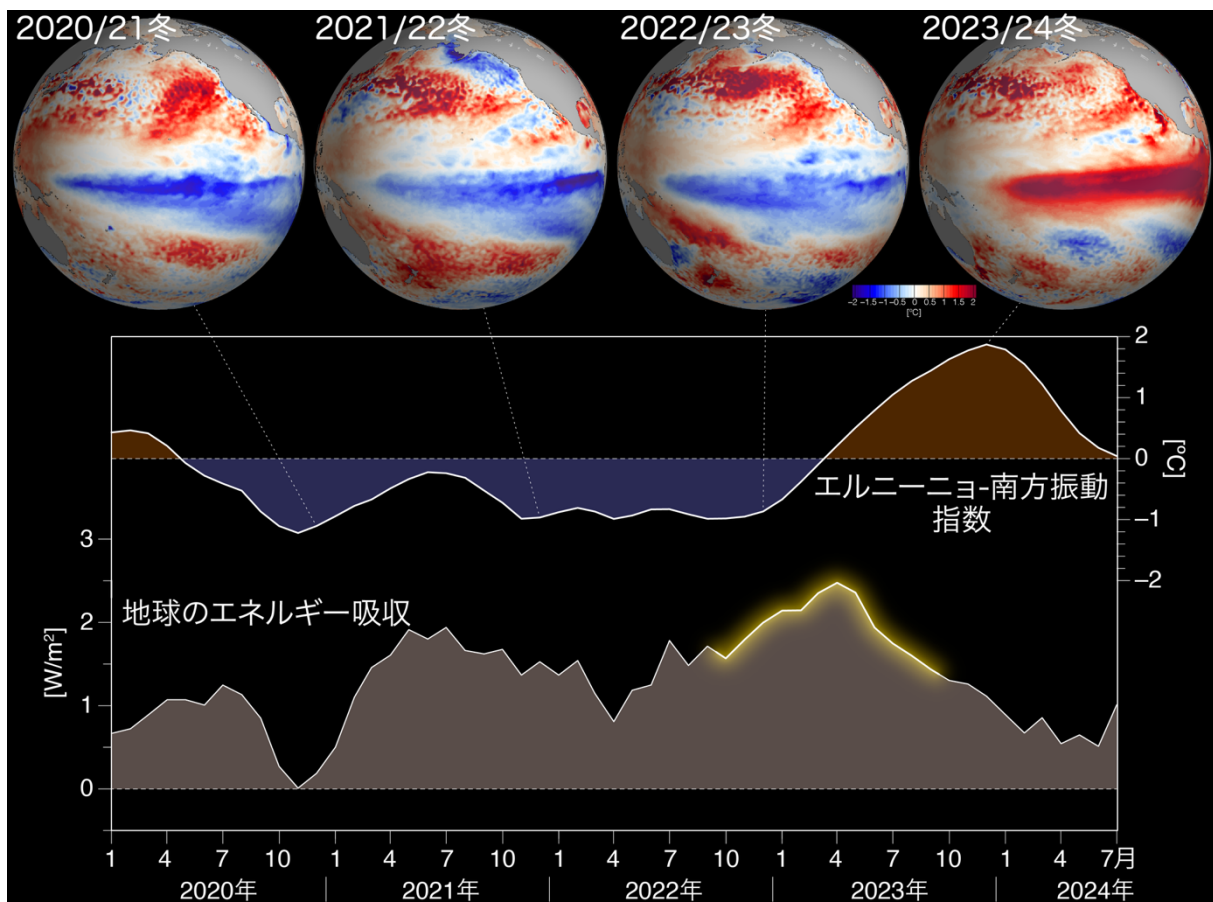 2020/21冬
2021/22冬
2022/23冬
2023/24冬
−2 −1.5 −1 −0.5 0 0.5 1 1.5 2
[℃]
2
1
0
−1
−2
[℃]
エルニーニョ-南方振動
指数
地球のエネルギー吸収
3
2
1
0
[W/m²]
1 4 7 10 1 4 7 10 1 4 7 10 1 4 7 10 1 4 7月
2020年 2021年 2022年 2023年 2024年